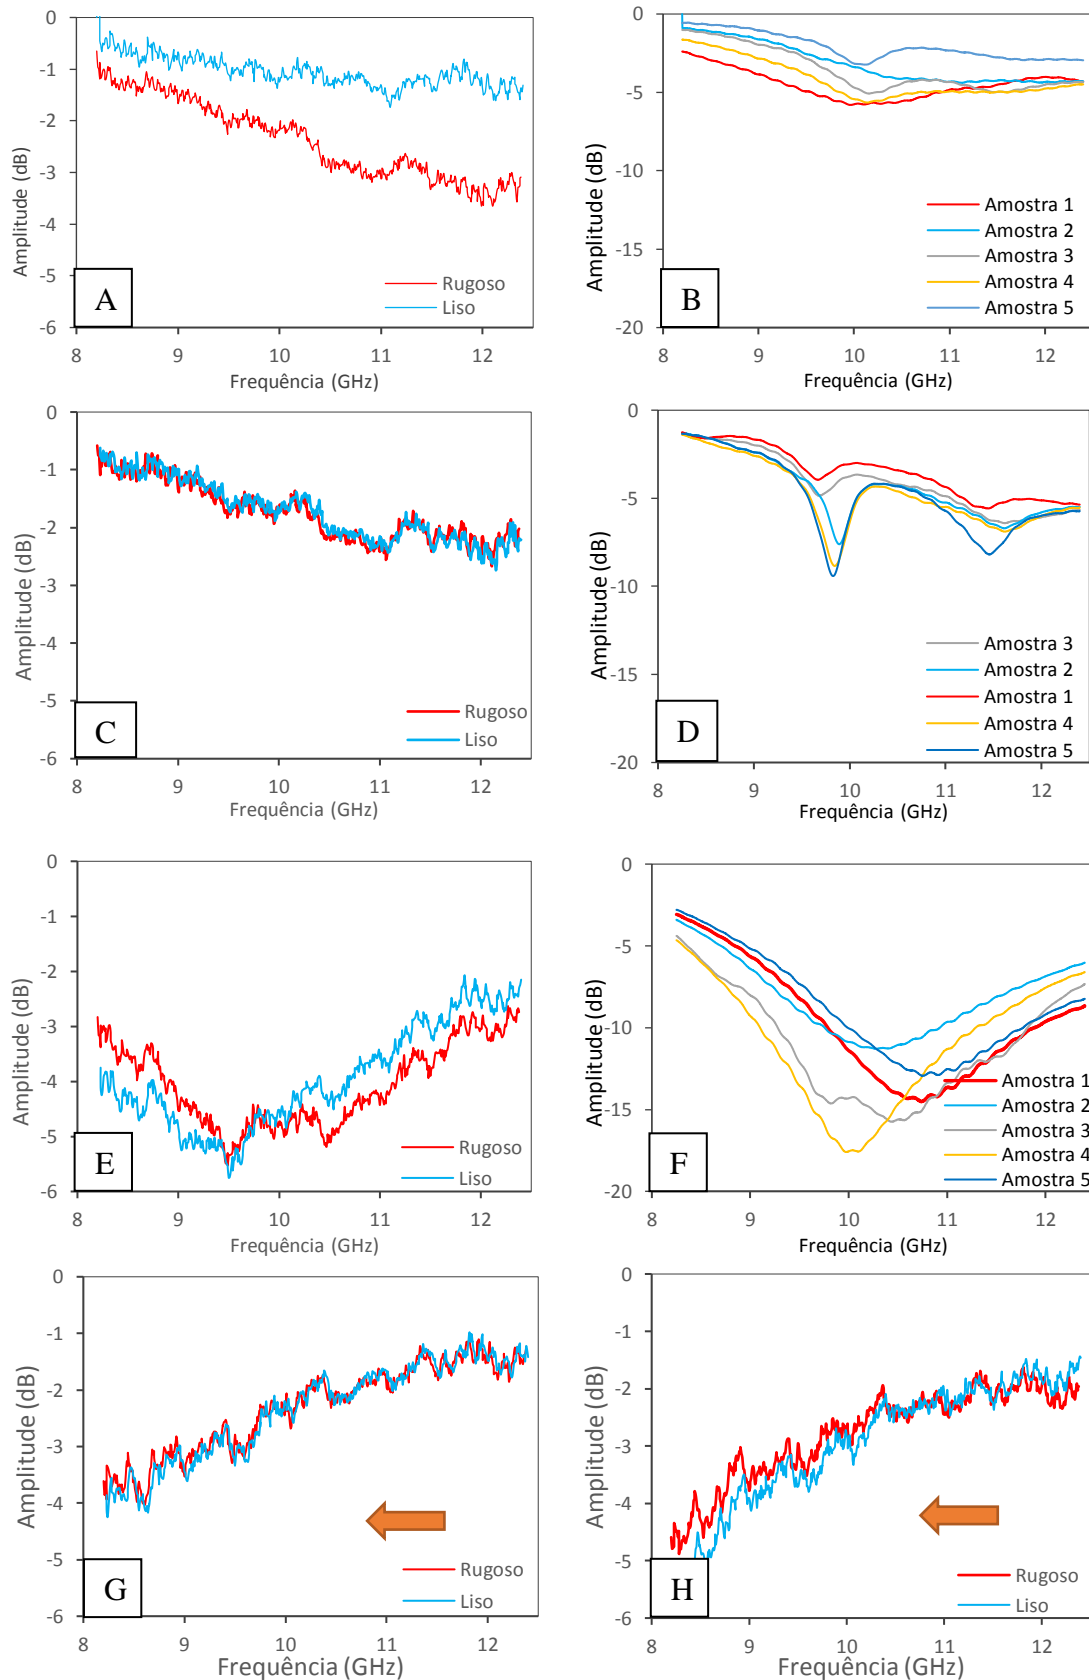 0
-1
-2
-3
-4
-5
-6
Amplitude (dB)
8 9 10 11 12
Frequência (GHz)
Rugoso
Liso
A
0
-5
-10
-15
-20
Amplitude (dB)
8 9 10 11 12
Frequência (GHz)
Amostra 1
Amostra 2
Amostra 3
Amostra 4
Amostra 5
B
0
-1
-2
-3
-4
-5
-6
Amplitude (dB)
8 9 10 11 12
Frequência (GHz)
Rugoso
Liso
C
0
-5
-10
-15
-20
Amplitude (dB)
8 9 10 11 12
Frequência (GHz)
Amostra 3
Amostra 2
Amostra 1
Amostra 4
Amostra 5
D
0
-1
-2
-3
-4
-5
-6
Amplitude (dB)
8 9 10 11 12
Frequência (GHz)
Rugoso
Liso
E
0
-5
-10
-15
-20
Amplitude (dB)
8 9 10 11 12
Frequência (GHz)
Amostra 1
Amostra 2
Amostra 3
Amostra 4
Amostra 5
F
0
-1
-2
-3
-4
-5
-6
Amplitude (dB)
8 9 10 11 12
Frequência (GHz)
Rugoso
Liso
G
0
-1
-2
-3
-4
-5
-6
Amplitude (dB)
8 9 10 11 12
Frequência (GHz)
Rugoso
Liso
H